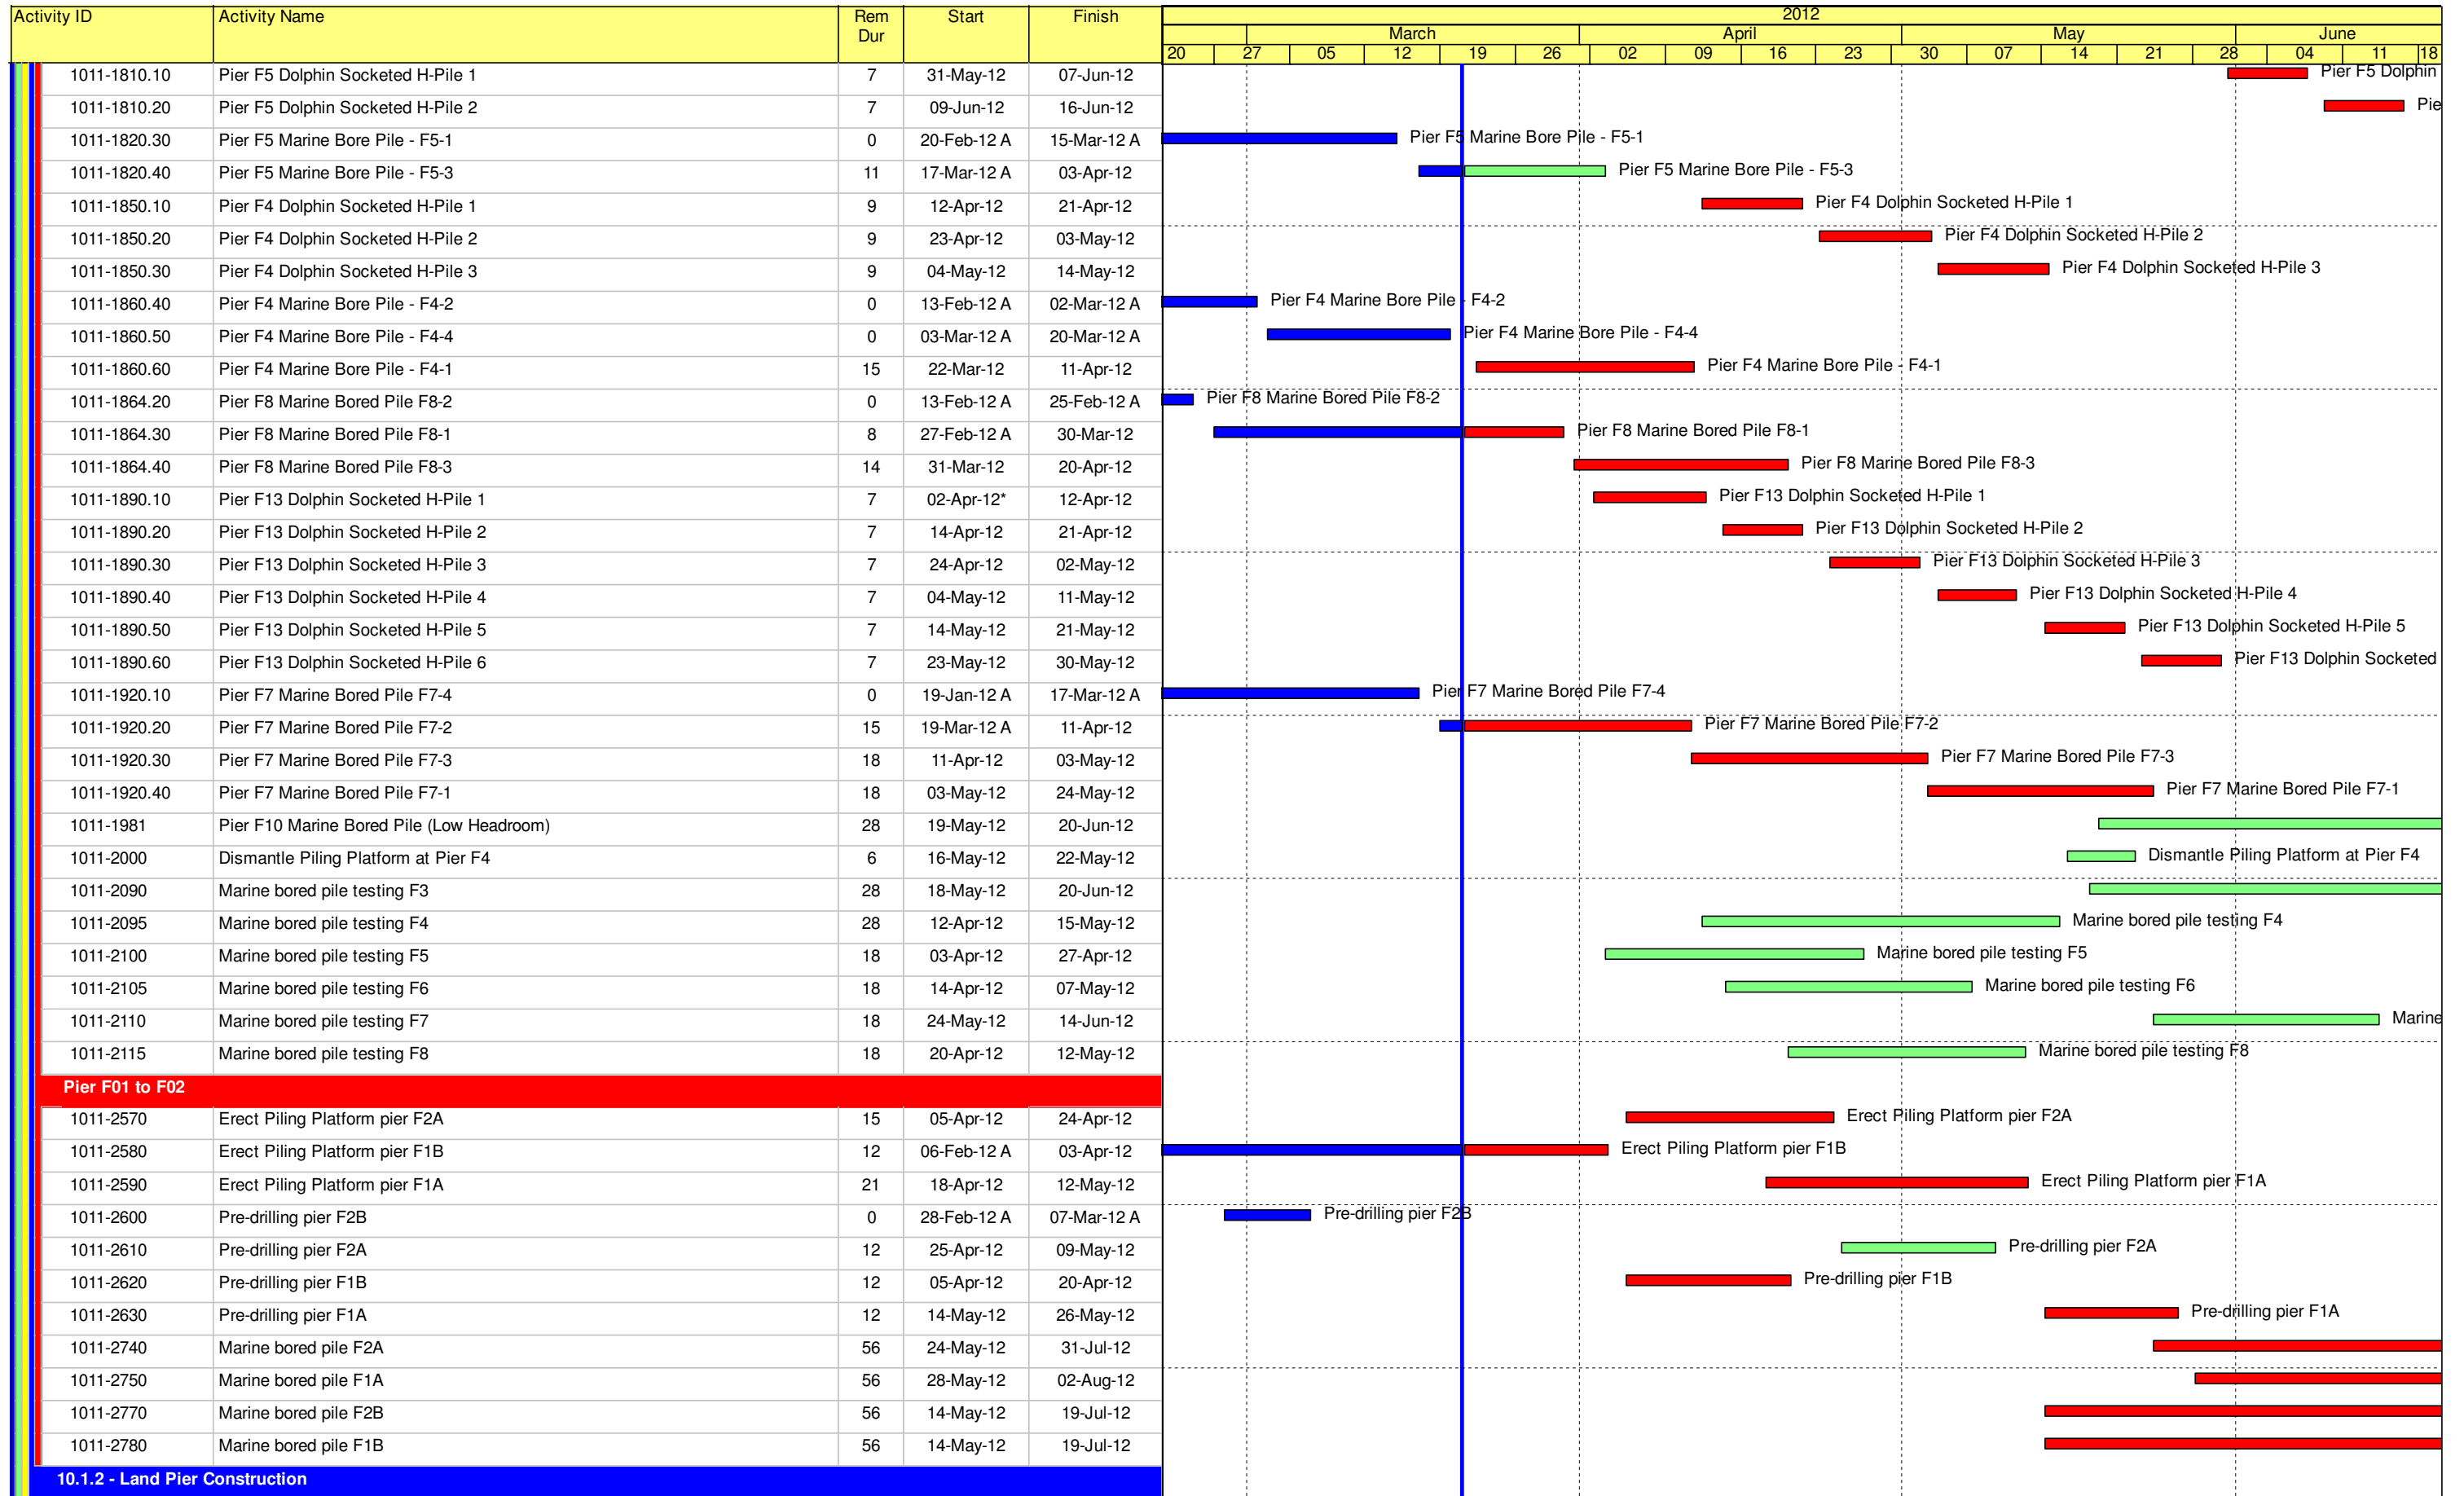 Activity ID Activity Name Rem Dur Start Finish 2012
March April May June
20 27 05 12 19 26 02 09 16 23 30 07 14 21 28 04 11 18
1011-1810.10 Pier F5 Dolphin Socketed H-Pile 1 7 31-May-12 07-Jun-12 Pier F5 Dolphin
1011-1810.20 Pier F5 Dolphin Socketed H-Pile 2 7 09-Jun-12 16-Jun-12 Pie
1011-1820.30 Pier F5 Marine Bore Pile - F5-1 0 20-Feb-12 A 15-Mar-12 A Pier F5 Marine Bore Pile - F5-1
1011-1820.40 Pier F5 Marine Bore Pile - F5-3 11 17-Mar-12 A 03-Apr-12 Pier F5 Marine Bore Pile - F5-3
1011-1850.10 Pier F4 Dolphin Socketed H-Pile 1 9 12-Apr-12 21-Apr-12 Pier F4 Dolphin Socketed H-Pile 1
1011-1850.20 Pier F4 Dolphin Socketed H-Pile 2 9 23-Apr-12 03-May-12 Pier F4 Dolphin Socketed H-Pile 2
1011-1850.30 Pier F4 Dolphin Socketed H-Pile 3 9 04-May-12 14-May-12 Pier F4 Dolphin Socketed H-Pile 3
1011-1860.40 Pier F4 Marine Bore Pile - F4-2 0 13-Feb-12 A 02-Mar-12 A Pier F4 Marine Bore Pile - F4-2
1011-1860.50 Pier F4 Marine Bore Pile - F4-4 0 03-Mar-12 A 20-Mar-12 A Pier F4 Marine Bore Pile - F4-4
1011-1860.60 Pier F4 Marine Bore Pile - F4-1 15 22-Mar-12 11-Apr-12 Pier F4 Marine Bore Pile - F4-1
1011-1864.20 Pier F8 Marine Bored Pile F8-2 0 13-Feb-12 A 25-Feb-12 A Pier F8 Marine Bored Pile F8-2
1011-1864.30 Pier F8 Marine Bored Pile F8-1 8 27-Feb-12 A 30-Mar-12 Pier F8 Marine Bored Pile F8-1
1011-1864.40 Pier F8 Marine Bored Pile F8-3 14 31-Mar-12 20-Apr-12 Pier F8 Marine Bored Pile F8-3
1011-1890.10 Pier F13 Dolphin Socketed H-Pile 1 7 02-Apr-12* 12-Apr-12 Pier F13 Dolphin Socketed H-Pile 1
1011-1890.20 Pier F13 Dolphin Socketed H-Pile 2 7 14-Apr-12 21-Apr-12 Pier F13 Dolphin Socketed H-Pile 2
1011-1890.30 Pier F13 Dolphin Socketed H-Pile 3 7 24-Apr-12 02-May-12 Pier F13 Dolphin Socketed H-Pile 3
1011-1890.40 Pier F13 Dolphin Socketed H-Pile 4 7 04-May-12 11-May-12 Pier F13 Dolphin Socketed H-Pile 4
1011-1890.50 Pier F13 Dolphin Socketed H-Pile 5 7 14-May-12 21-May-12 Pier F13 Dolphin Socketed H-Pile 5
1011-1890.60 Pier F13 Dolphin Socketed H-Pile 6 7 23-May-12 30-May-12 Pier F13 Dolphin Socketed
1011-1920.10 Pier F7 Marine Bored Pile F7-4 0 19-Jan-12 A 17-Mar-12 A Pier F7 Marine Bored Pile F7-4
1011-1920.20 Pier F7 Marine Bored Pile F7-2 15 19-Mar-12 A 11-Apr-12 Pier F7 Marine Bored Pile F7-2
1011-1920.30 Pier F7 Marine Bored Pile F7-3 18 11-Apr-12 03-May-12 Pier F7 Marine Bored Pile F7-3
1011-1920.40 Pier F7 Marine Bored Pile F7-1 18 03-May-12 24-May-12 Pier F7 Marine Bored Pile F7-1
1011-1981 Pier F10 Marine Bored Pile (Low Headroom) 28 19-May-12 20-Jun-12
1011-2000 Dismantle Piling Platform at Pier F4 6 16-May-12 22-May-12 Dismantle Piling Platform at Pier F4
1011-2090 Marine bored pile testing F3 28 18-May-12 20-Jun-12
1011-2095 Marine bored pile testing F4 28 12-Apr-12 15-May-12 Marine bored pile testing F4
1011-2100 Marine bored pile testing F5 18 03-Apr-12 27-Apr-12 Marine bored pile testing F5
1011-2105 Marine bored pile testing F6 18 14-Apr-12 07-May-12 Marine bored pile testing F6
1011-2110 Marine bored pile testing F7 18 24-May-12 14-Jun-12 Marine
1011-2115 Marine bored pile testing F8 18 20-Apr-12 12-May-12 Marine bored pile testing F8
Pier F01 to F02
1011-2570 Erect Piling Platform pier F2A 15 05-Apr-12 24-Apr-12 Erect Piling Platform pier F2A
1011-2580 Erect Piling Platform pier F1B 12 06-Feb-12 A 03-Apr-12 Erect Piling Platform pier F1B
1011-2590 Erect Piling Platform pier F1A 21 18-Apr-12 12-May-12 Erect Piling Platform pier F1A
1011-2600 Pre-drilling pier F2B 0 28-Feb-12 A 07-Mar-12 A Pre-drilling pier F2B
1011-2610 Pre-drilling pier F2A 12 25-Apr-12 09-May-12 Pre-drilling pier F2A
1011-2620 Pre-drilling pier F1B 12 05-Apr-12 20-Apr-12 Pre-drilling pier F1B
1011-2630 Pre-drilling pier F1A 12 14-May-12 26-May-12 Pre-drilling pier F1A
1011-2740 Marine bored pile F2A 56 24-May-12 31-Jul-12
1011-2750 Marine bored pile F1A 56 28-May-12 02-Aug-12
1011-2770 Marine bored pile F2B 56 14-May-12 19-Jul-12
1011-2780 Marine bored pile F1B 56 14-May-12 19-Jul-12
10.1.2 - Land Pier Construction